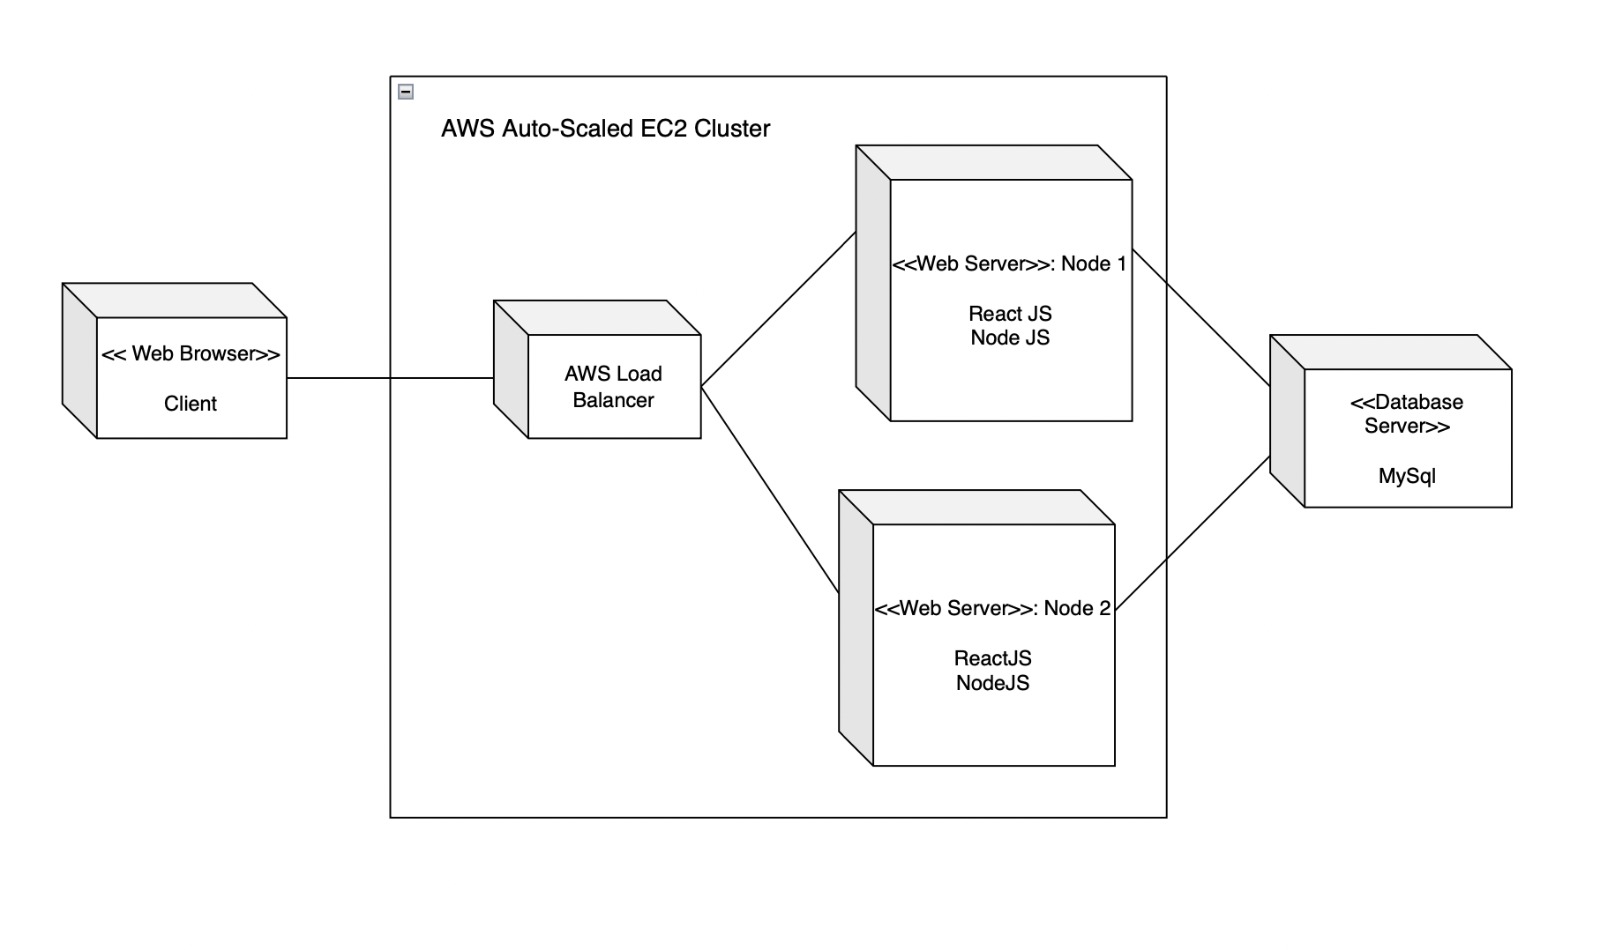 AWS Auto-Scaled EC2 Cluster
<< Web Browser>>
Client
AWS Load
Balancer
<<Web Server>>: Node 1
React JS
Node JS
<<Web Server>>: Node 2
ReactJS
NodeJS
<<Database
Server>>
MySql